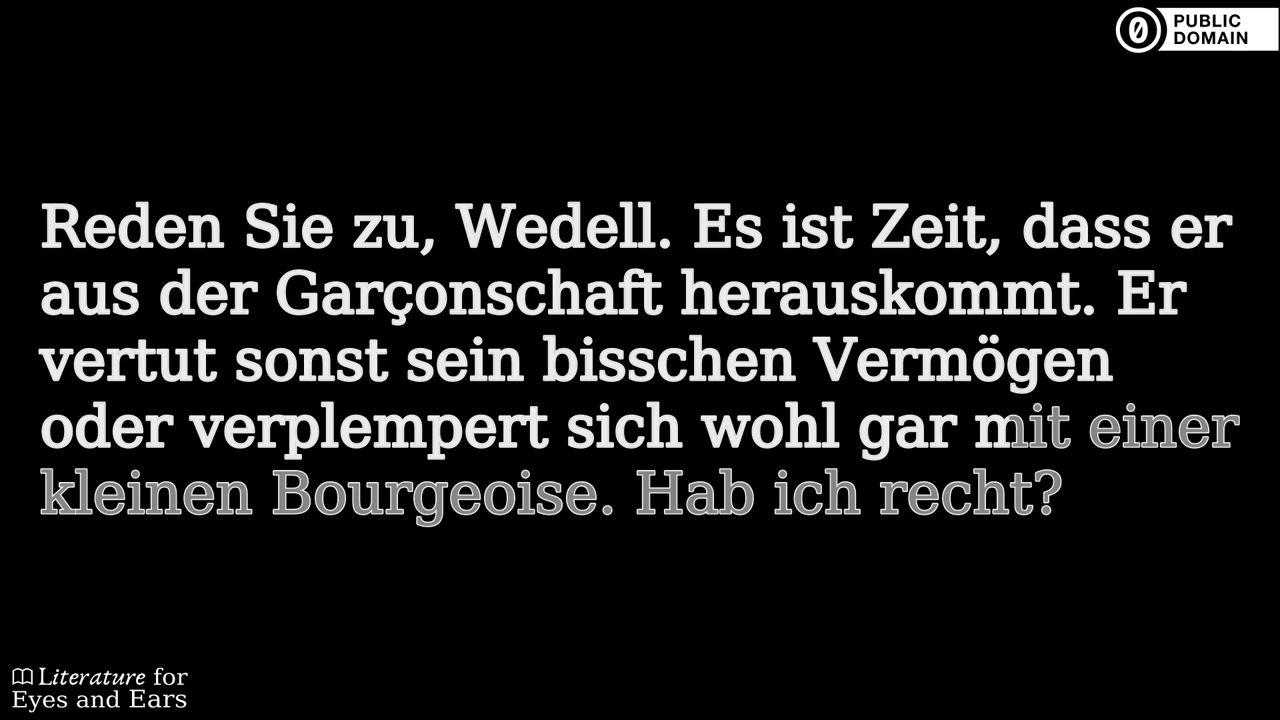 PUBLIC
DOMAIN
Reden Sie zu, Wedell. Es ist Zeit, dass er
aus der Garçonschaft herauskommt. Er
vertut sonst sein bisschen Vermögen
oder verplempert sich wohl gar mit einer
kleinen Bourgeoise. Hab ich recht?
Literature for
Eyes and Ears